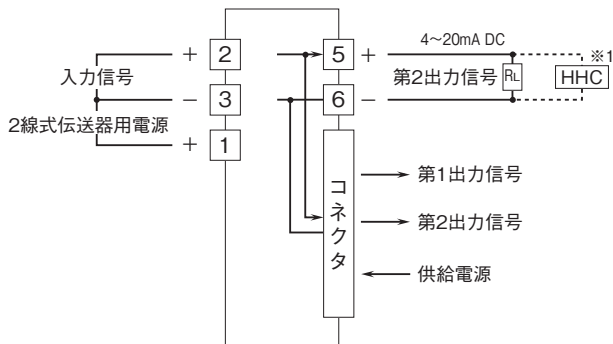 + 2 5 + 4~20mA DC ※1
入力信号 第2出力信号 RL HHC
− 3 6 −
2線式伝送器用電源
+ 1
コネクタ
第1出力信号
第2出力信号
供給電源